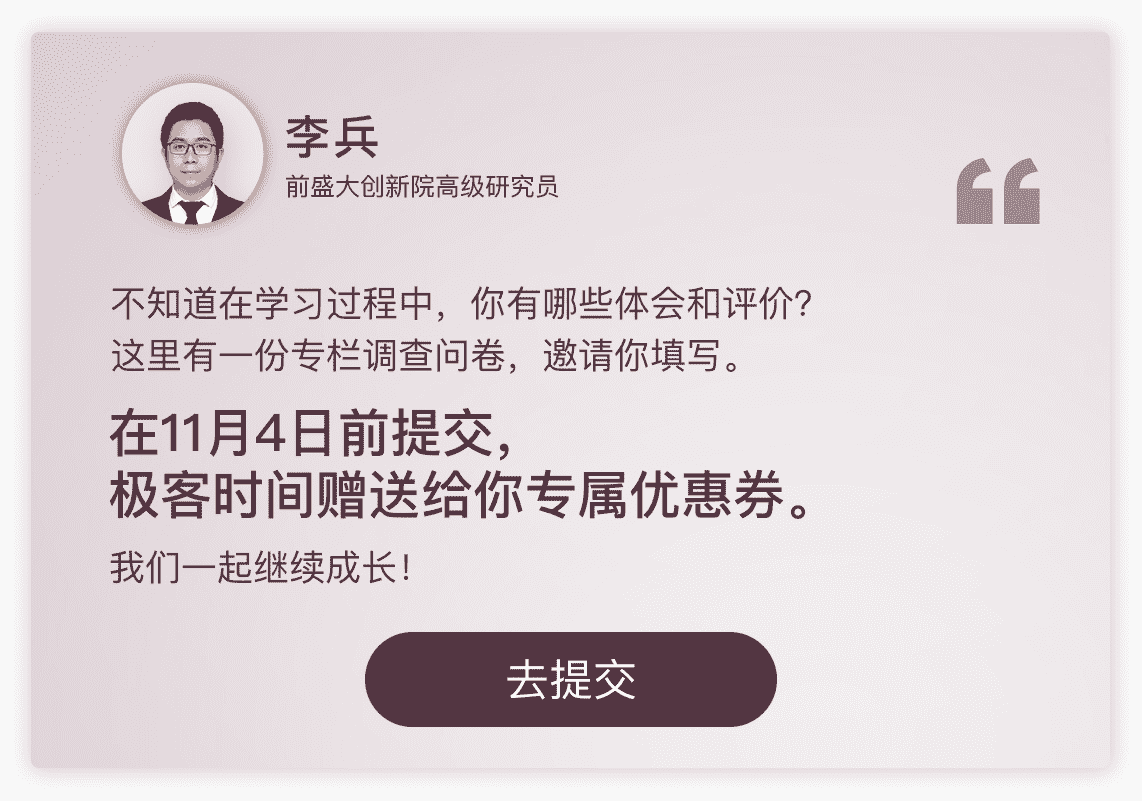 李兵
前盛大创新院高级研究员
不知道在学习过程中，你有哪些体会和评价？
这里有一份专栏调查问卷，邀请你填写。
在11月4日前提交，
极客时间赠送给你专属优惠券。
我们一起继续成长！
去提交